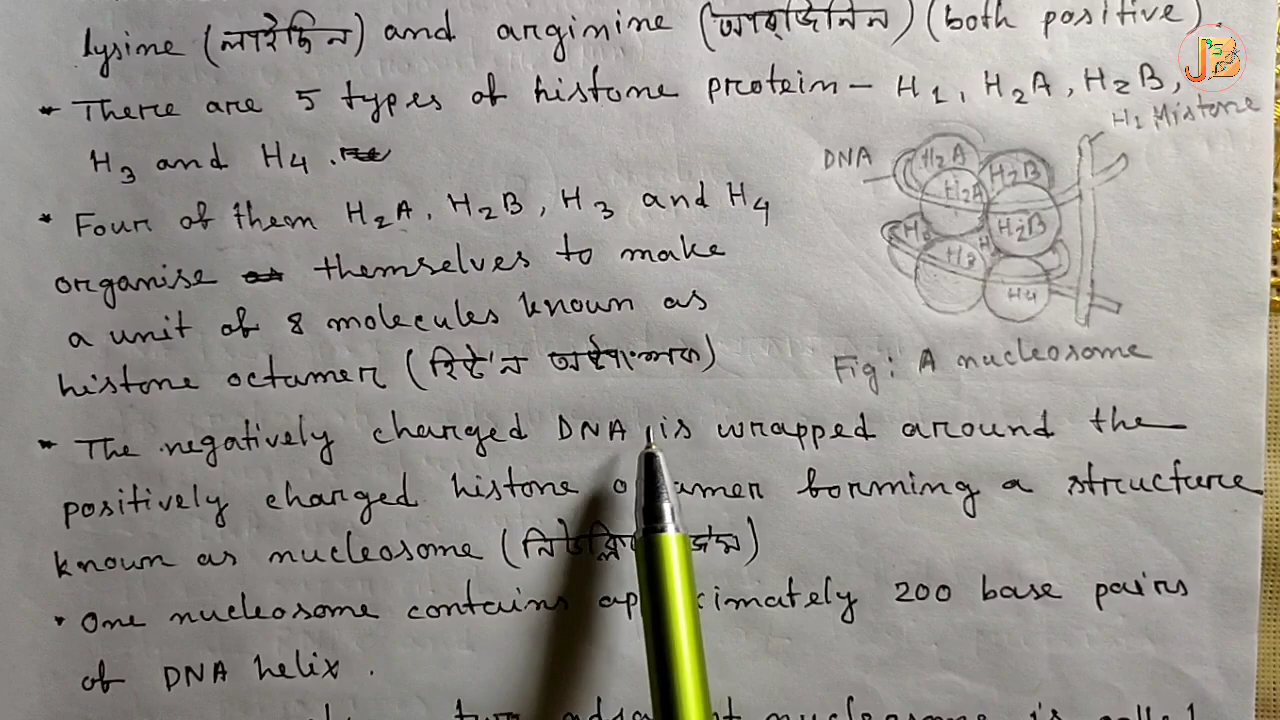 lysine (লাইসিন) and arginine (আরজিনিন) (both positive).
* There are 5 types of histone protein – H1, H2A, H2B,
H3 and H4.
* Four of them H2A, H2B, H3 and H4
organise themselves to make
a unit of 8 molecules known as
histone octamer (হিস্টোন অক্টামার)
* The negatively charged DNA is wrapped around the
positively charged histone forming a structure
known as nucleosome
* One nucleosome contains 200 base pairs
of DNA helix.
DNA
H1 Histone
H2A
H2B
H2A
H2B
H3
H4
Fig: A nucleosome
nucleosome is
JB